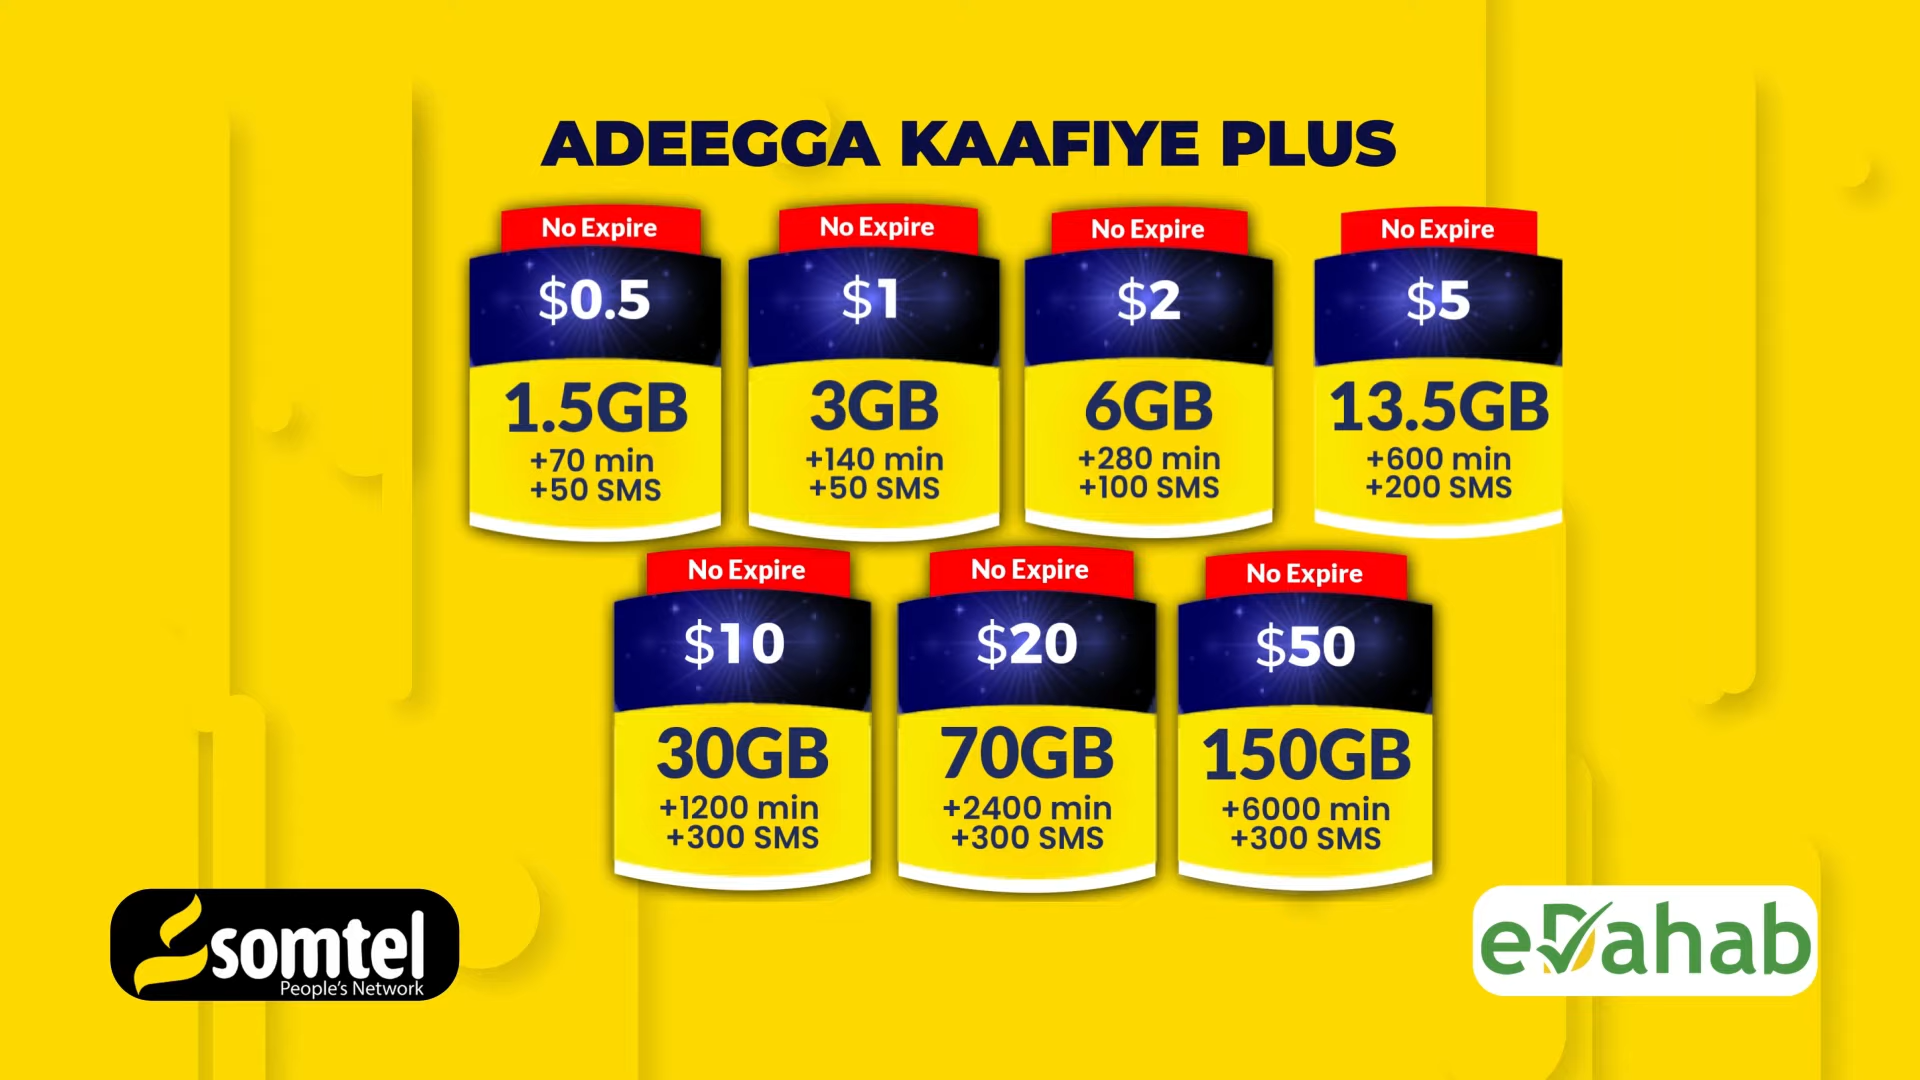 ADEEGGA KAAFIYE PLUS
No Expire
$0.5
1.5GB
+70 min
+50 SMS
No Expire
$1
3GB
+140 min
+50 SMS
No Expire
$2
6GB
+280 min
+100 SMS
No Expire
$5
13.5GB
+600 min
+200 SMS
No Expire
$10
30GB
+1200 min
+300 SMS
No Expire
$20
70GB
+2400 min
+300 SMS
No Expire
$50
150GB
+6000 min
+300 SMS
somtel
People's Network
eDahab